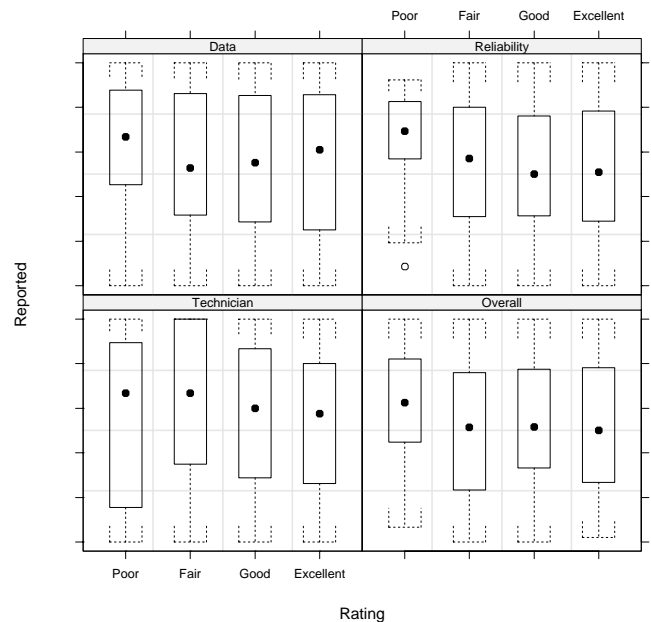 Poor Fair Good Excellent
Data Reliability
Reported
Technician Overall
Poor Fair Good Excellent
Rating